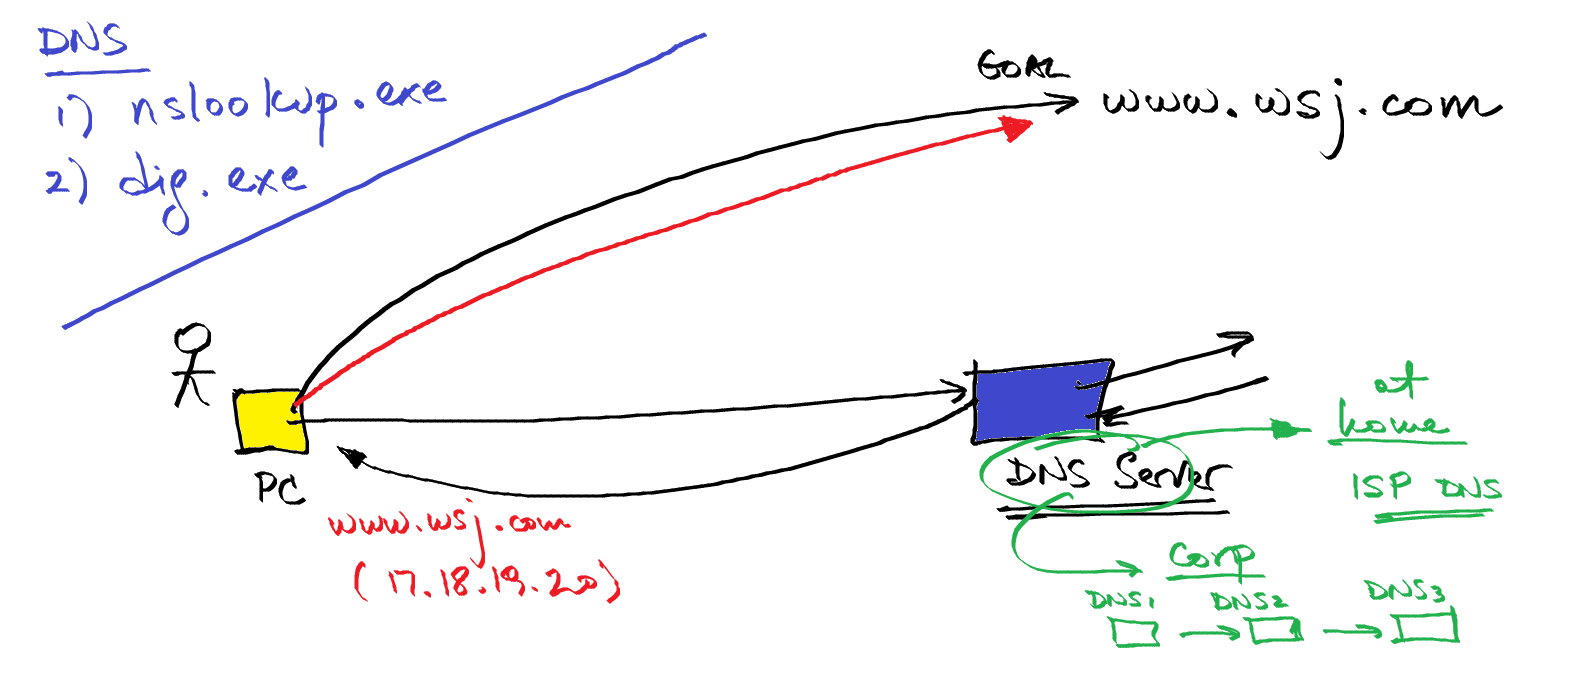 DNS
1) nslookup.exe
2) dig.exe
GOAL
www.wsj.com
PC
www.wsj.com
(17.18.19.20)
DNS Server
at
home
ISP DNS
Corp
DNS1 DNS2 DNS3